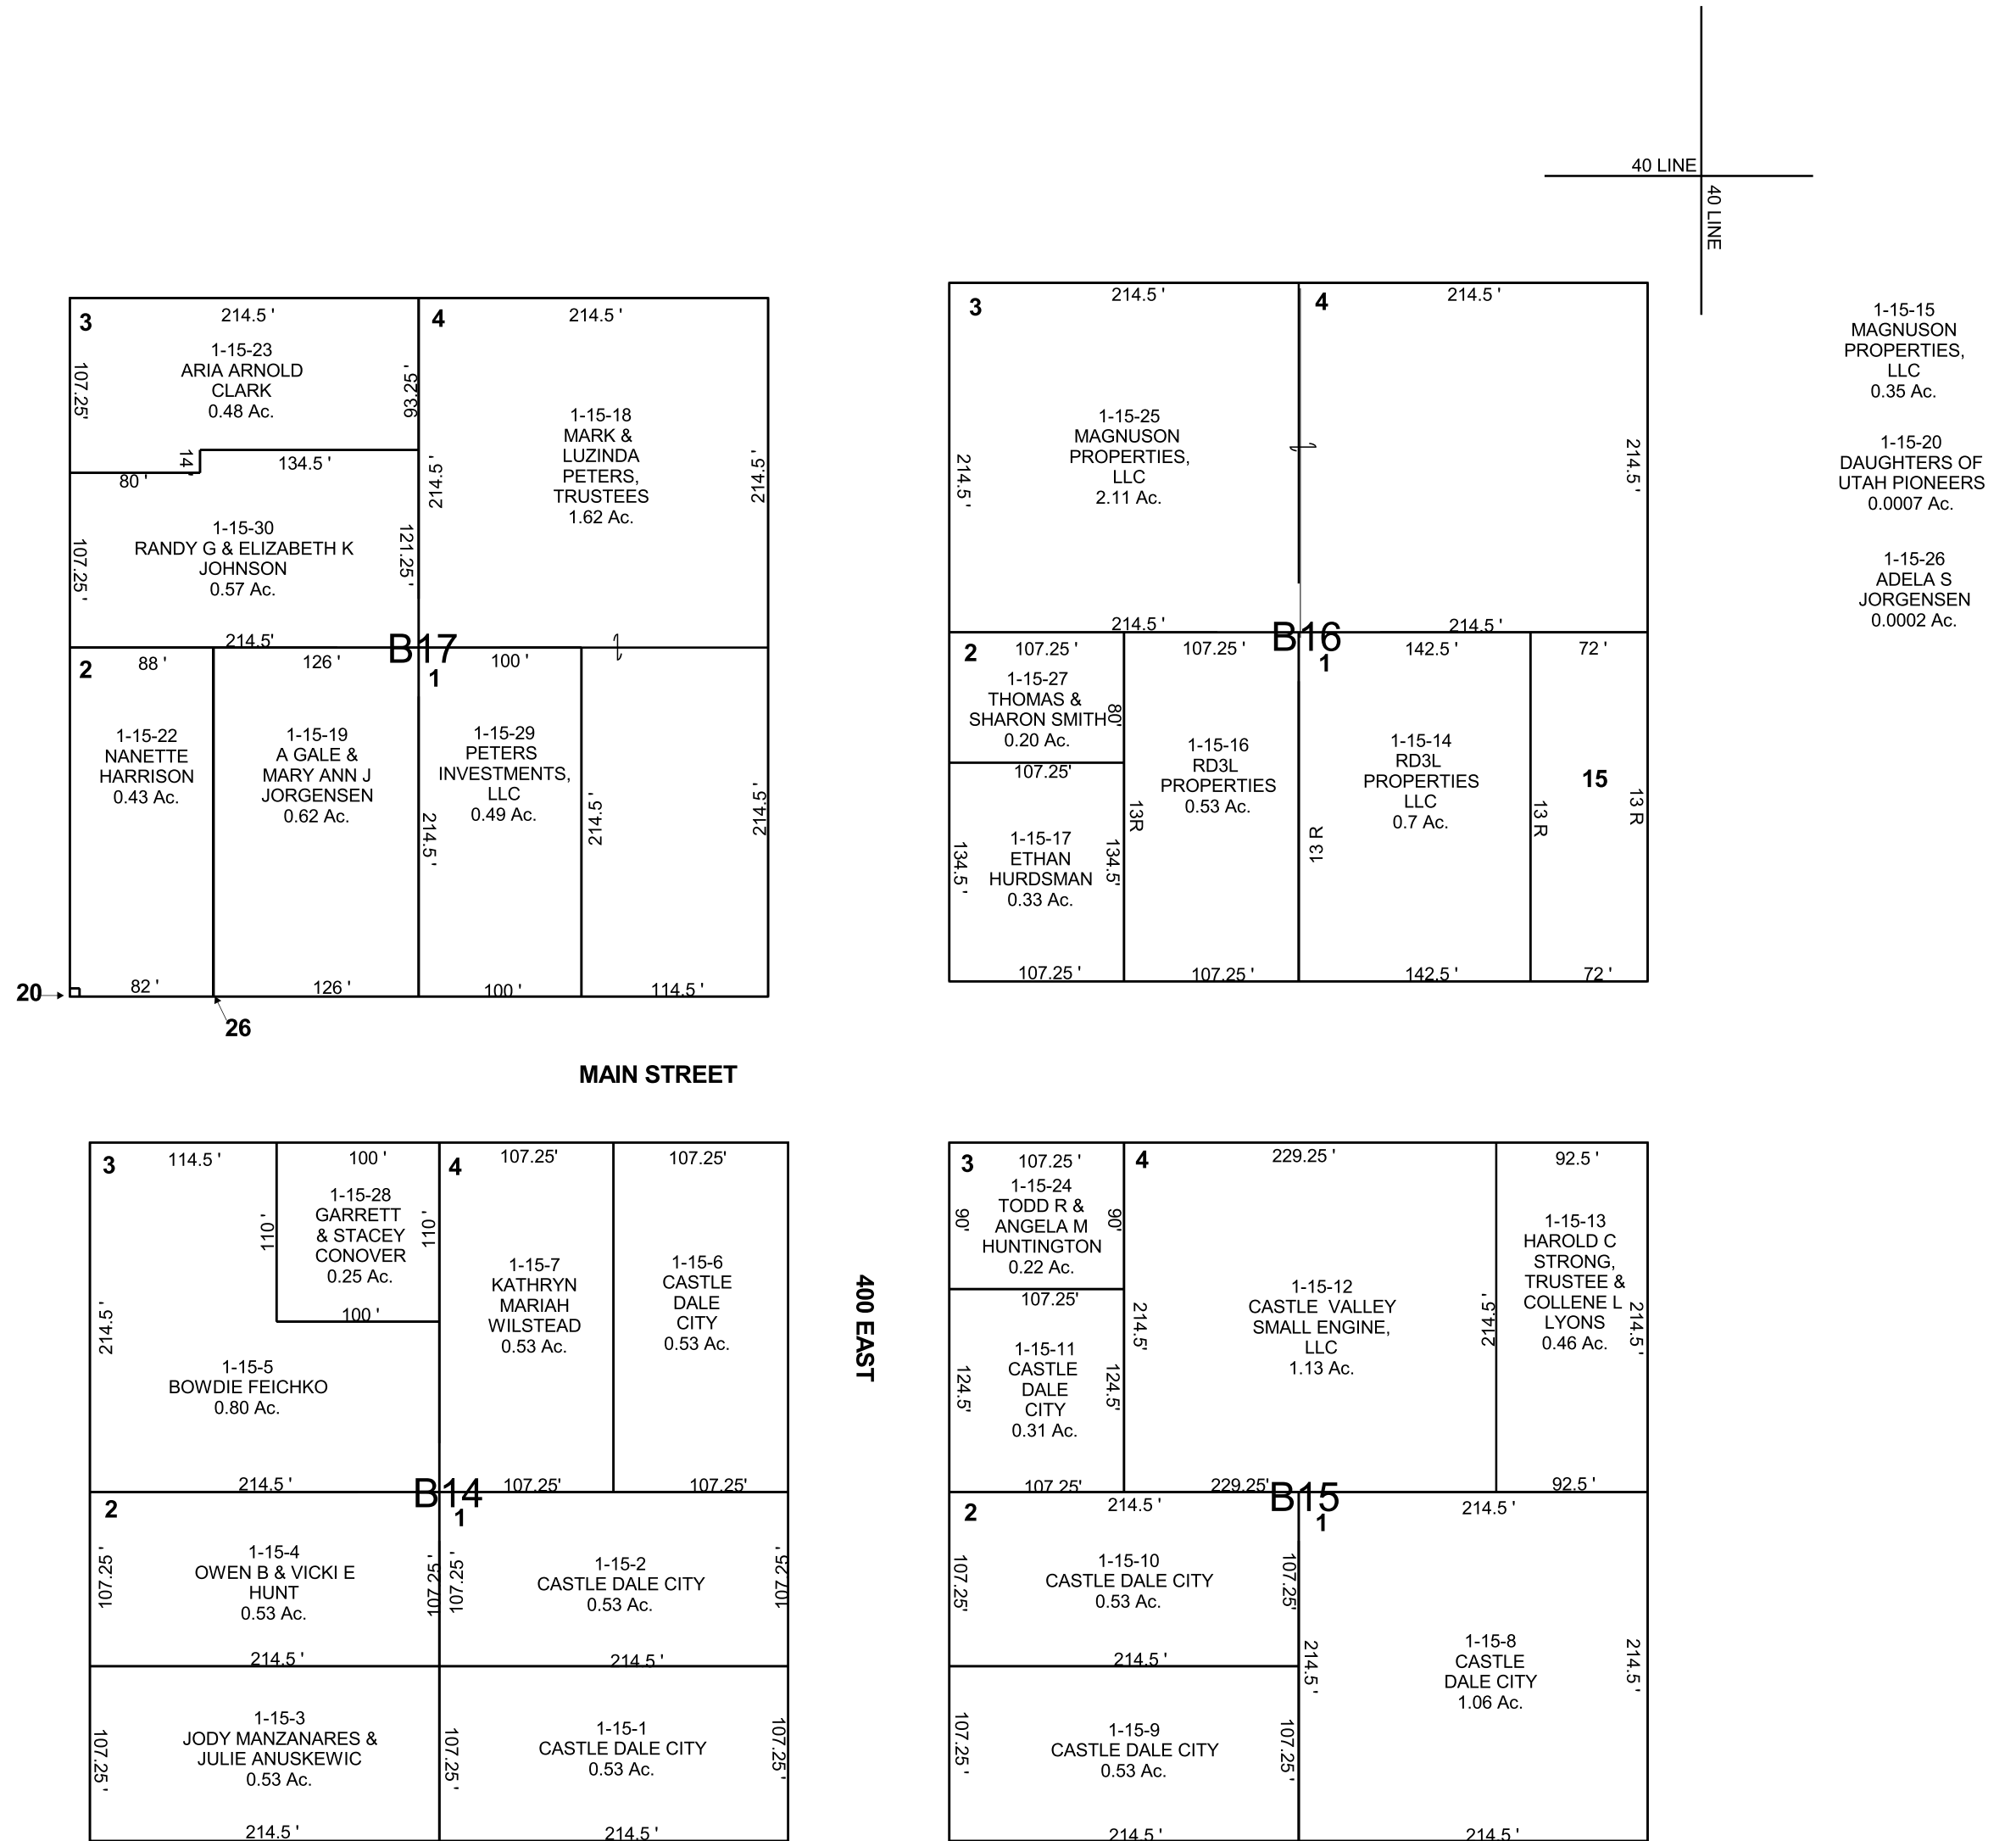 40 LINE
40 LINE
1-15-15
MAGNUSON
PROPERTIES,
LLC
0.35 Ac.
1-15-20
DAUGHTERS OF
UTAH PIONEERS
0.0007 Ac.
1-15-26
ADELA S
JORGENSEN
0.0002 Ac.
3
214.5 '
4
214.5 '
107.25'
1-15-23
ARIA ARNOLD
CLARK
0.48 Ac.
93.25 '
14 '
134.5 '
80 '
1-15-18
MARK &
LUZINDA
PETERS,
TRUSTEES
1.62 Ac.
214.5 '
214.5 '
107.25 '
1-15-30
RANDY G & ELIZABETH K
JOHNSON
0.57 Ac.
121.25 '
214.5'
B17
2
88 '
126 '
1
100 '
1-15-22
NANETTE
HARRISON
0.43 Ac.
1-15-19
A GALE &
MARY ANN J
JORGENSEN
0.62 Ac.
1-15-29
PETERS
INVESTMENTS,
LLC
0.49 Ac.
214.5 '
214.5 '
214.5 '
20
82 '
126 '
100 '
114.5 '
26
3
214.5 '
4
214.5 '
1-15-25
MAGNUSON
PROPERTIES,
LLC
2.11 Ac.
214.5 '
214.5 '
214.5 '
214.5 '
B16
2
107.25 '
107.25 '
1
142.5 '
72 '
1-15-27
THOMAS &
SHARON SMITH
0.20 Ac.
80'
107.25'
1-15-16
RD3L
PROPERTIES
0.53 Ac.
1-15-14
RD3L
PROPERTIES
LLC
0.7 Ac.
15
13R
13 R
13 R
13 R
134.5 '
1-15-17
ETHAN
HURDSMAN
0.33 Ac.
134.5'
107.25 '
107.25 '
142.5 '
72 '
MAIN STREET
3
114.5 '
100 '
4
107.25'
107.25'
110 '
1-15-28
GARRETT
& STACEY
CONOVER
0.25 Ac.
110 '
100 '
214.5 '
1-15-5
BOWDIE FEICHKO
0.80 Ac.
1-15-7
KATHRYN
MARIAH
WILSTEAD
0.53 Ac.
1-15-6
CASTLE
DALE
CITY
0.53 Ac.
214.5 '
B14
107.25'
107.25'
2
1
107.25 '
1-15-4
OWEN B & VICKI E
HUNT
0.53 Ac.
107.25 '
107.25 '
1-15-2
CASTLE DALE CITY
0.53 Ac.
107.25 '
214.5 '
214.5 '
107.25 '
1-15-3
JODY MANZANARES &
JULIE ANUSKEWIC
0.53 Ac.
107.25 '
1-15-1
CASTLE DALE CITY
0.53 Ac.
107.25 '
214.5 '
214.5 '
400 EAST
3
107.25 '
4
229.25 '
92.5 '
90'
1-15-24
TODD R &
ANGELA M
HUNTINGTON
0.22 Ac.
90'
107.25'
124.5'
1-15-11
CASTLE
DALE
CITY
0.31 Ac.
124.5'
214.5'
1-15-12
CASTLE VALLEY
SMALL ENGINE,
LLC
1.13 Ac.
214.5 '
1-15-13
HAROLD C
STRONG,
TRUSTEE &
COLLENE L
LYONS
0.46 Ac.
214.5 '
107.25'
229.25'
92.5 '
B15
2
214.5 '
1
214.5 '
107.25'
1-15-10
CASTLE DALE CITY
0.53 Ac.
107.25'
214.5 '
214.5 '
1-15-8
CASTLE
DALE CITY
1.06 Ac.
214.5 '
107.25 '
1-15-9
CASTLE DALE CITY
0.53 Ac.
107.25 '
214.5 '
214.5 '